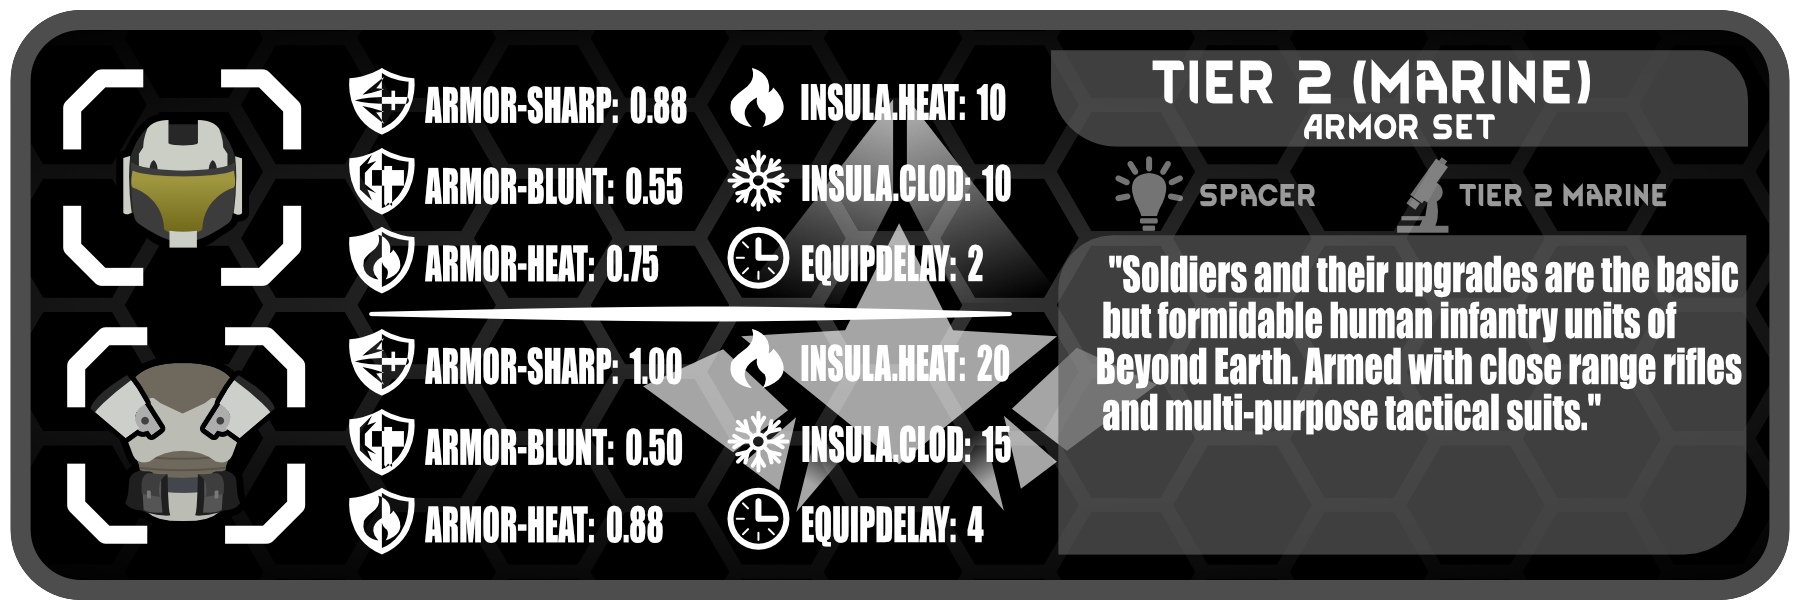 ARMOR-SHARP: 0.88
ARMOR-BLUNT: 0.55
ARMOR-HEAT: 0.75
INSULA.HEAT: 10
INSULA.CLOD: 10
EQUIPDELAY: 2
ARMOR-SHARP: 1.00
ARMOR-BLUNT: 0.50
ARMOR-HEAT: 0.88
INSULA.HEAT: 20
INSULA.CLOD: 15
EQUIPDELAY: 4
TIER 2 (MARINE)
ARMOR SET
SPACER
TIER 2 MARINE
"Soldiers and their upgrades are the basic
but formidable human infantry units of
Beyond Earth. Armed with close range rifles
and multi-purpose tactical suits."